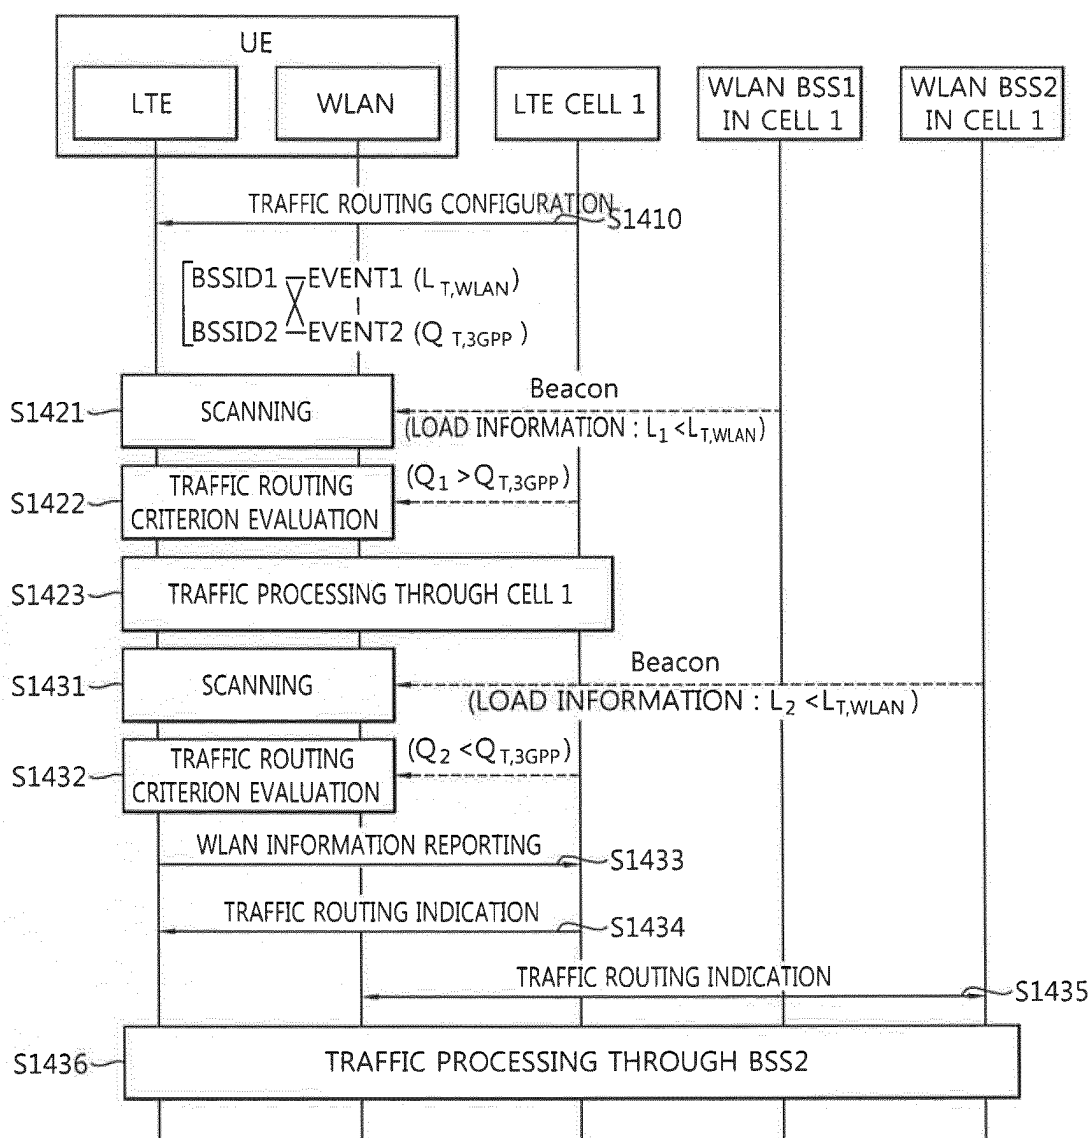 UE
LTE
WLAN
LTE CELL 1
WLAN BSS1
IN CELL 1
WLAN BSS2
IN CELL 1
TRAFFIC ROUTING CONFIGURATION
S1410
BSSID1 EVENT1 (L T,WLAN)
BSSID2 EVENT2 (Q T,3GPP )
S1421
SCANNING
Beacon
(LOAD INFORMATION : L1 <LT,WLAN)
S1422
TRAFFIC ROUTING
CRITERION EVALUATION
(Q1 >QT,3GPP)
S1423
TRAFFIC PROCESSING THROUGH CELL 1
S1431
SCANNING
Beacon
(LOAD INFORMATION : L2 <LT,WLAN )
S1432
TRAFFIC ROUTING
CRITERION EVALUATION
(Q2 <QT,3GPP)
WLAN INFORMATION REPORTING
S1433
TRAFFIC ROUTING INDICATION
S1434
TRAFFIC ROUTING INDICATION
S1435
S1436
TRAFFIC PROCESSING THROUGH BSS2